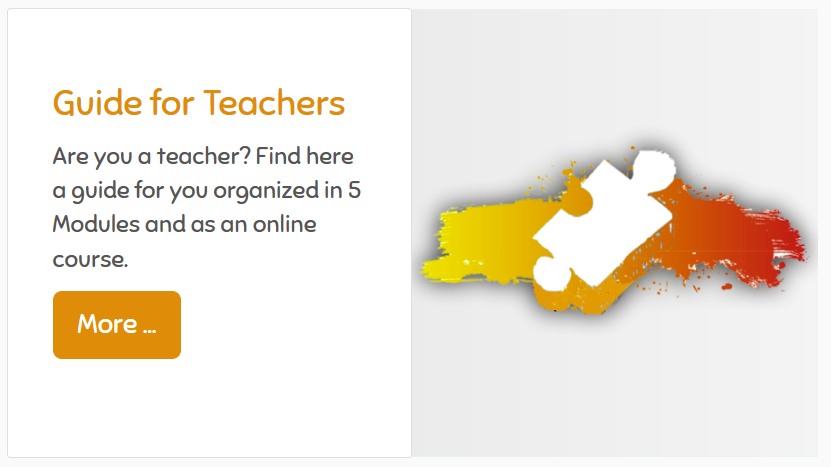 Guide for Teachers
Are you a teacher? Find here
a guide for you organized in 5
Modules and as an online
course.
More ...